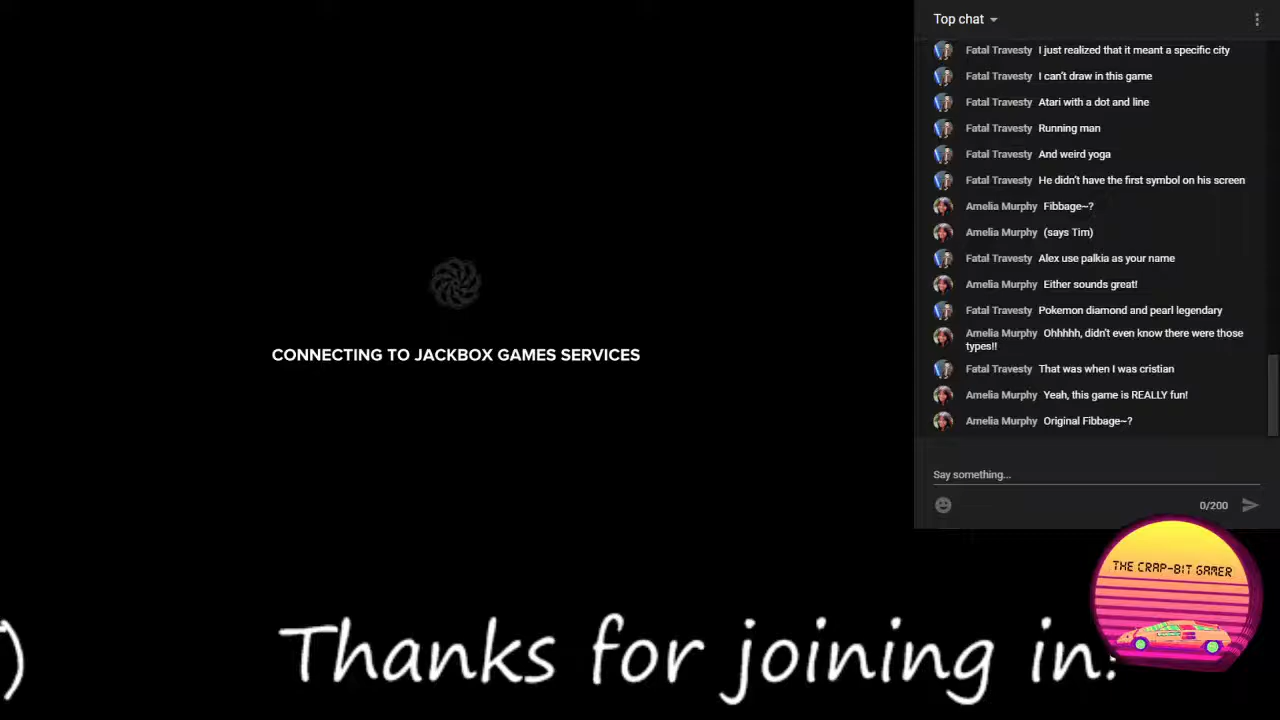 Top chat
Fatal Travesty I just realized that it meant a specific city
Fatal Travesty I can't draw in this game
Fatal Travesty Atari with a dot and line
Fatal Travesty Running man
Fatal Travesty And weird yoga
Fatal Travesty He didn't have the first symbol on his screen
Amelia Murphy Fibbage~?
Amelia Murphy (says Tim)
Fatal Travesty Alex use palkia as your name
Amelia Murphy Either sounds great!
Fatal Travesty Pokemon diamond and pearl legendary
Amelia Murphy Ohhhhh, didn't even know there were those
types!!
Fatal Travesty That was when I was cristian
Amelia Murphy Yeah, this game is REALLY fun!
Amelia Murphy Original Fibbage~?
Say something...
0/200
CONNECTING TO JACKBOX GAMES SERVICES
THE CRAP-BIT GAMER
) Thanks for joining in!